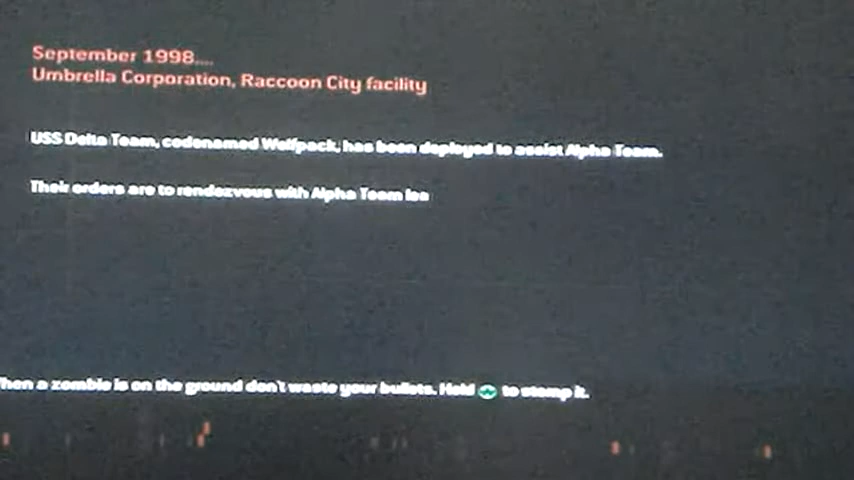 September 1998....
Umbrella Corporation, Raccoon City facility
USS Delta Team, codenamed Wolfpack, has been deployed to assist Alpha Team.
Their orders are to rendezvous with Alpha Team lea
hen a zombie is on the ground don't waste your bullets. Hold to stomp it.